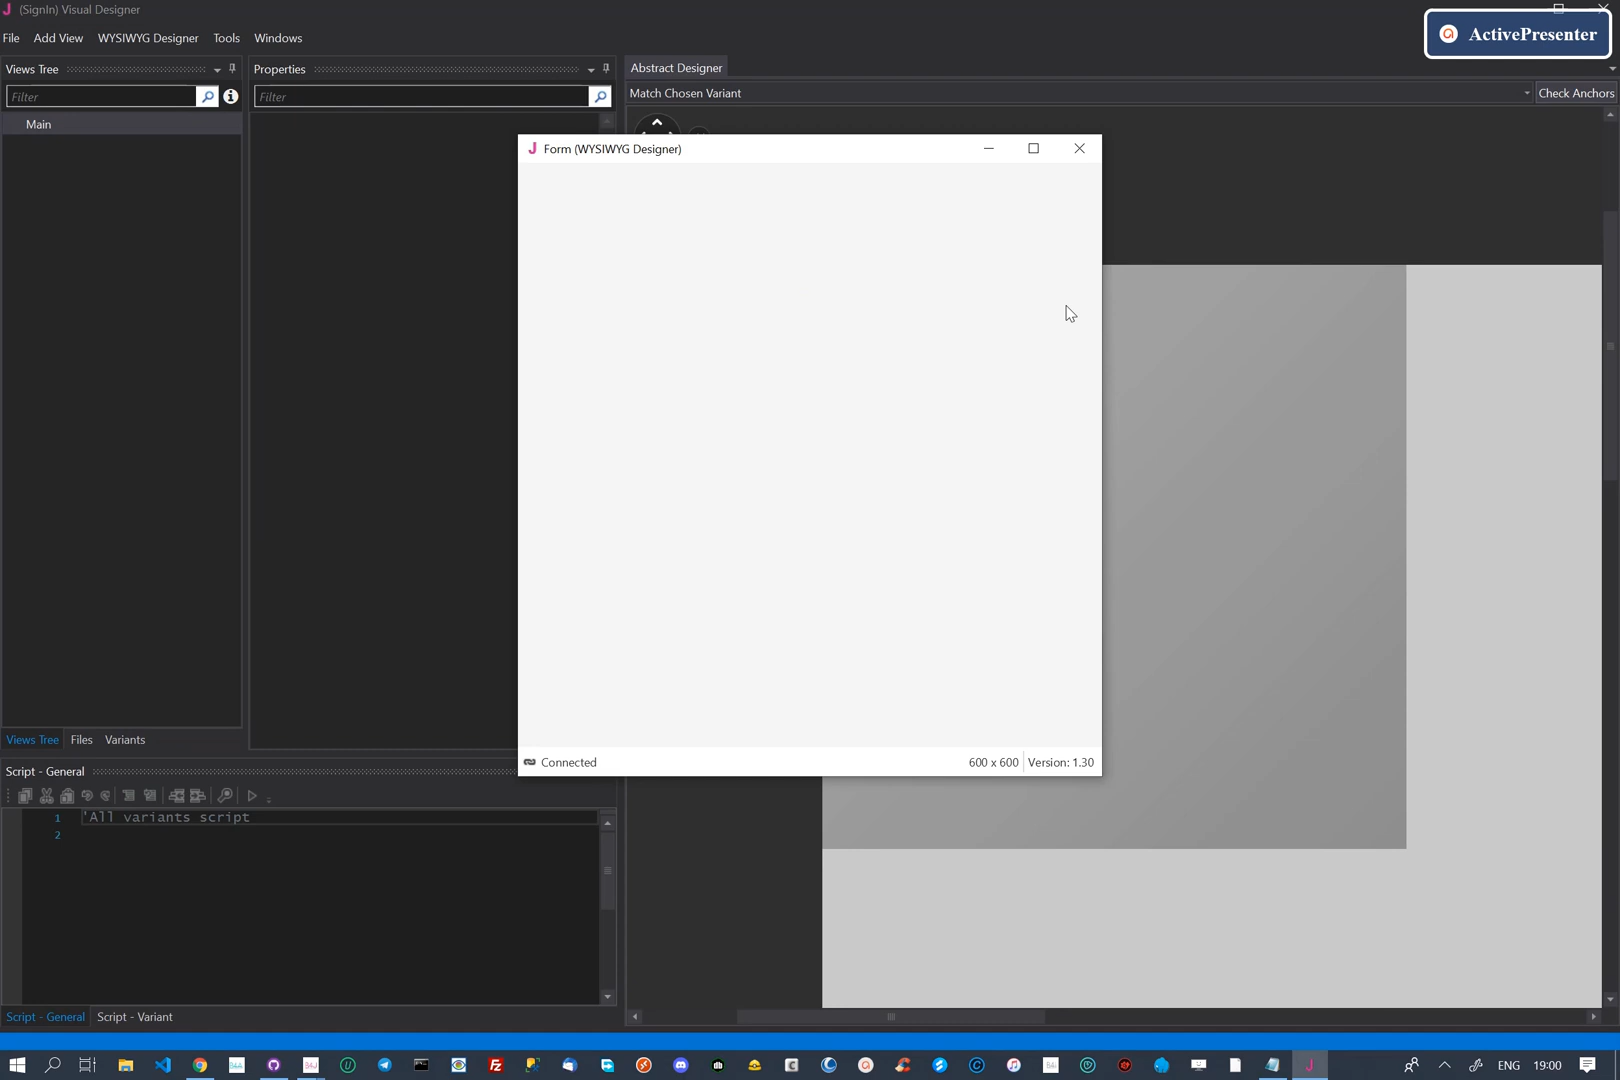 (SignIn) Visual Designer
File Add View WYSIWYG Designer Tools Windows
ActivePresenter
Views Tree
Properties
Abstract Designer
Filter
Filter
Match Chosen Variant
Check Anchors
Main
Form (WYSIWYG Designer)
Connected
600 x 600
Version: 1.30
Views Tree Files Variants
Script - General
1 'All variants script
2
Script - General Script - Variant
ENG 19:00